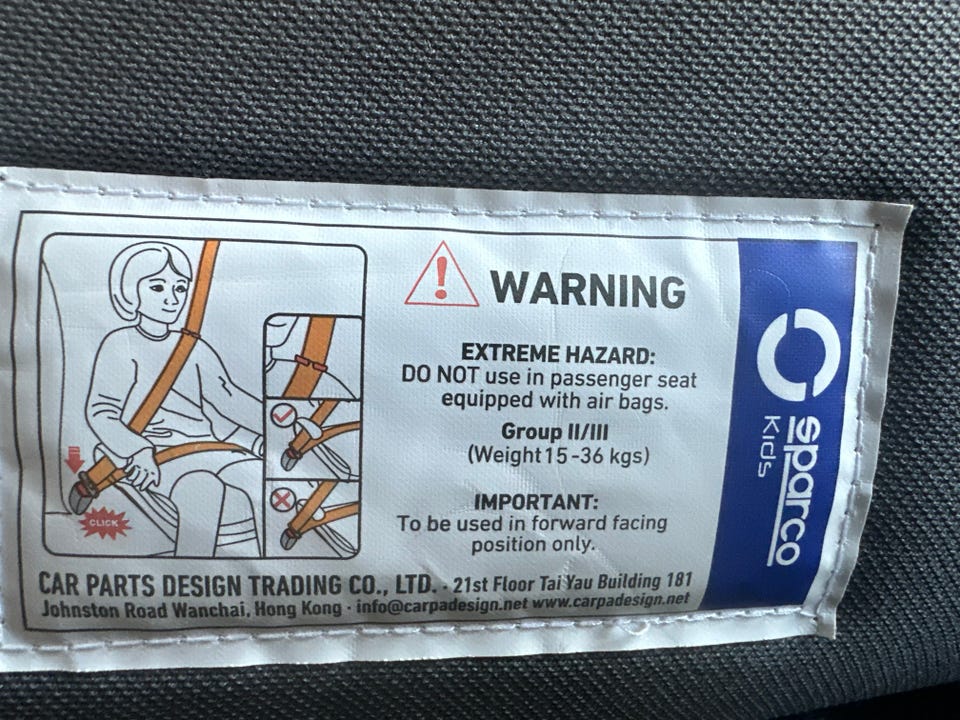 WARNING
EXTREME HAZARD:
DO NOT use in passenger seat
equipped with air bags.
Group II/III
(Weight 15-36 kgs)
IMPORTANT:
To be used in forward facing
position only.
CLICK
CAR PARTS DESIGN TRADING CO., LTD. · 21st Floor Tai Yau Building 181
Johnston Road Wanchai, Hong Kong · info@carpadesign.net www.carpadesign.net
sparco
Kids